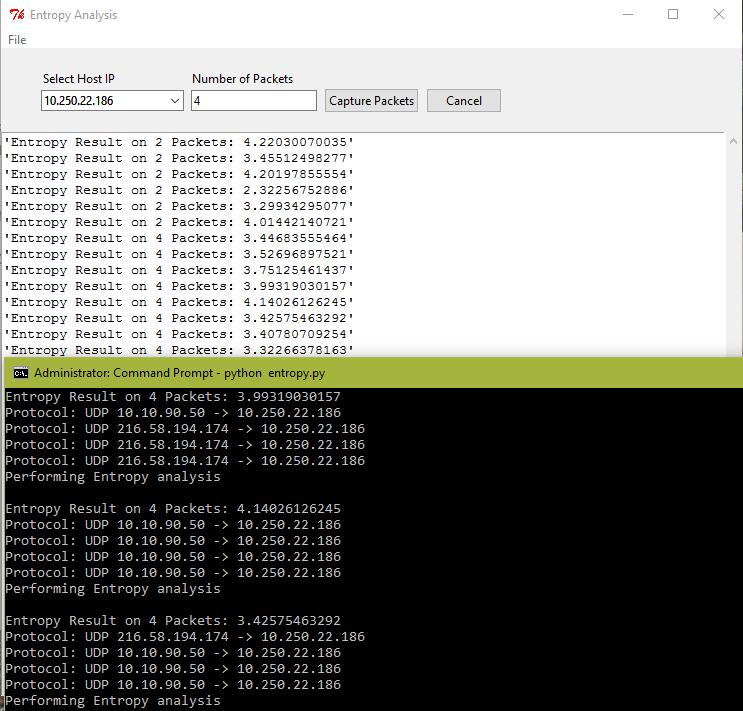 Entropy Analysis
File
Select Host IP
Number of Packets
10.250.22.186
4
Capture Packets
Cancel
'Entropy Result on 2 Packets: 4.22030070035'
'Entropy Result on 2 Packets: 3.45512498277'
'Entropy Result on 2 Packets: 4.20197855554'
'Entropy Result on 2 Packets: 2.32256752886'
'Entropy Result on 2 Packets: 3.29934295077'
'Entropy Result on 2 Packets: 4.01442140721'
'Entropy Result on 4 Packets: 3.44683555464'
'Entropy Result on 4 Packets: 3.52696897521'
'Entropy Result on 4 Packets: 3.75125461437'
'Entropy Result on 4 Packets: 3.99319030157'
'Entropy Result on 4 Packets: 4.14026126245'
'Entropy Result on 4 Packets: 3.42575463292'
'Entropy Result on 4 Packets: 3.40780709254'
'Entropy Result on 4 Packets: 3.32266378163'
Administrator: Command Prompt - python entropy.py
Entropy Result on 4 Packets: 3.99319030157
Protocol: UDP 10.10.90.50 -> 10.250.22.186
Protocol: UDP 216.58.194.174 -> 10.250.22.186
Protocol: UDP 216.58.194.174 -> 10.250.22.186
Protocol: UDP 216.58.194.174 -> 10.250.22.186
Performing Entropy analysis
Entropy Result on 4 Packets: 4.14026126245
Protocol: UDP 10.10.90.50 -> 10.250.22.186
Protocol: UDP 10.10.90.50 -> 10.250.22.186
Protocol: UDP 10.10.90.50 -> 10.250.22.186
Protocol: UDP 10.10.90.50 -> 10.250.22.186
Performing Entropy analysis
Entropy Result on 4 Packets: 3.42575463292
Protocol: UDP 216.58.194.174 -> 10.250.22.186
Protocol: UDP 10.10.90.50 -> 10.250.22.186
Protocol: UDP 10.10.90.50 -> 10.250.22.186
Protocol: UDP 10.10.90.50 -> 10.250.22.186
Performing Entropy analysis